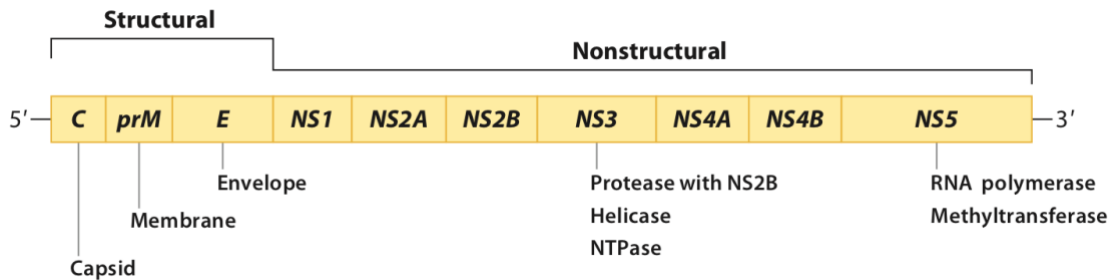 Structural
Nonstructural
5′ C prM E NS1 NS2A NS2B NS3 NS4A NS4B NS5 3′
Envelope Protease with NS2B RNA polymerase
Membrane Helicase Methyltransferase
NTPase
Capsid